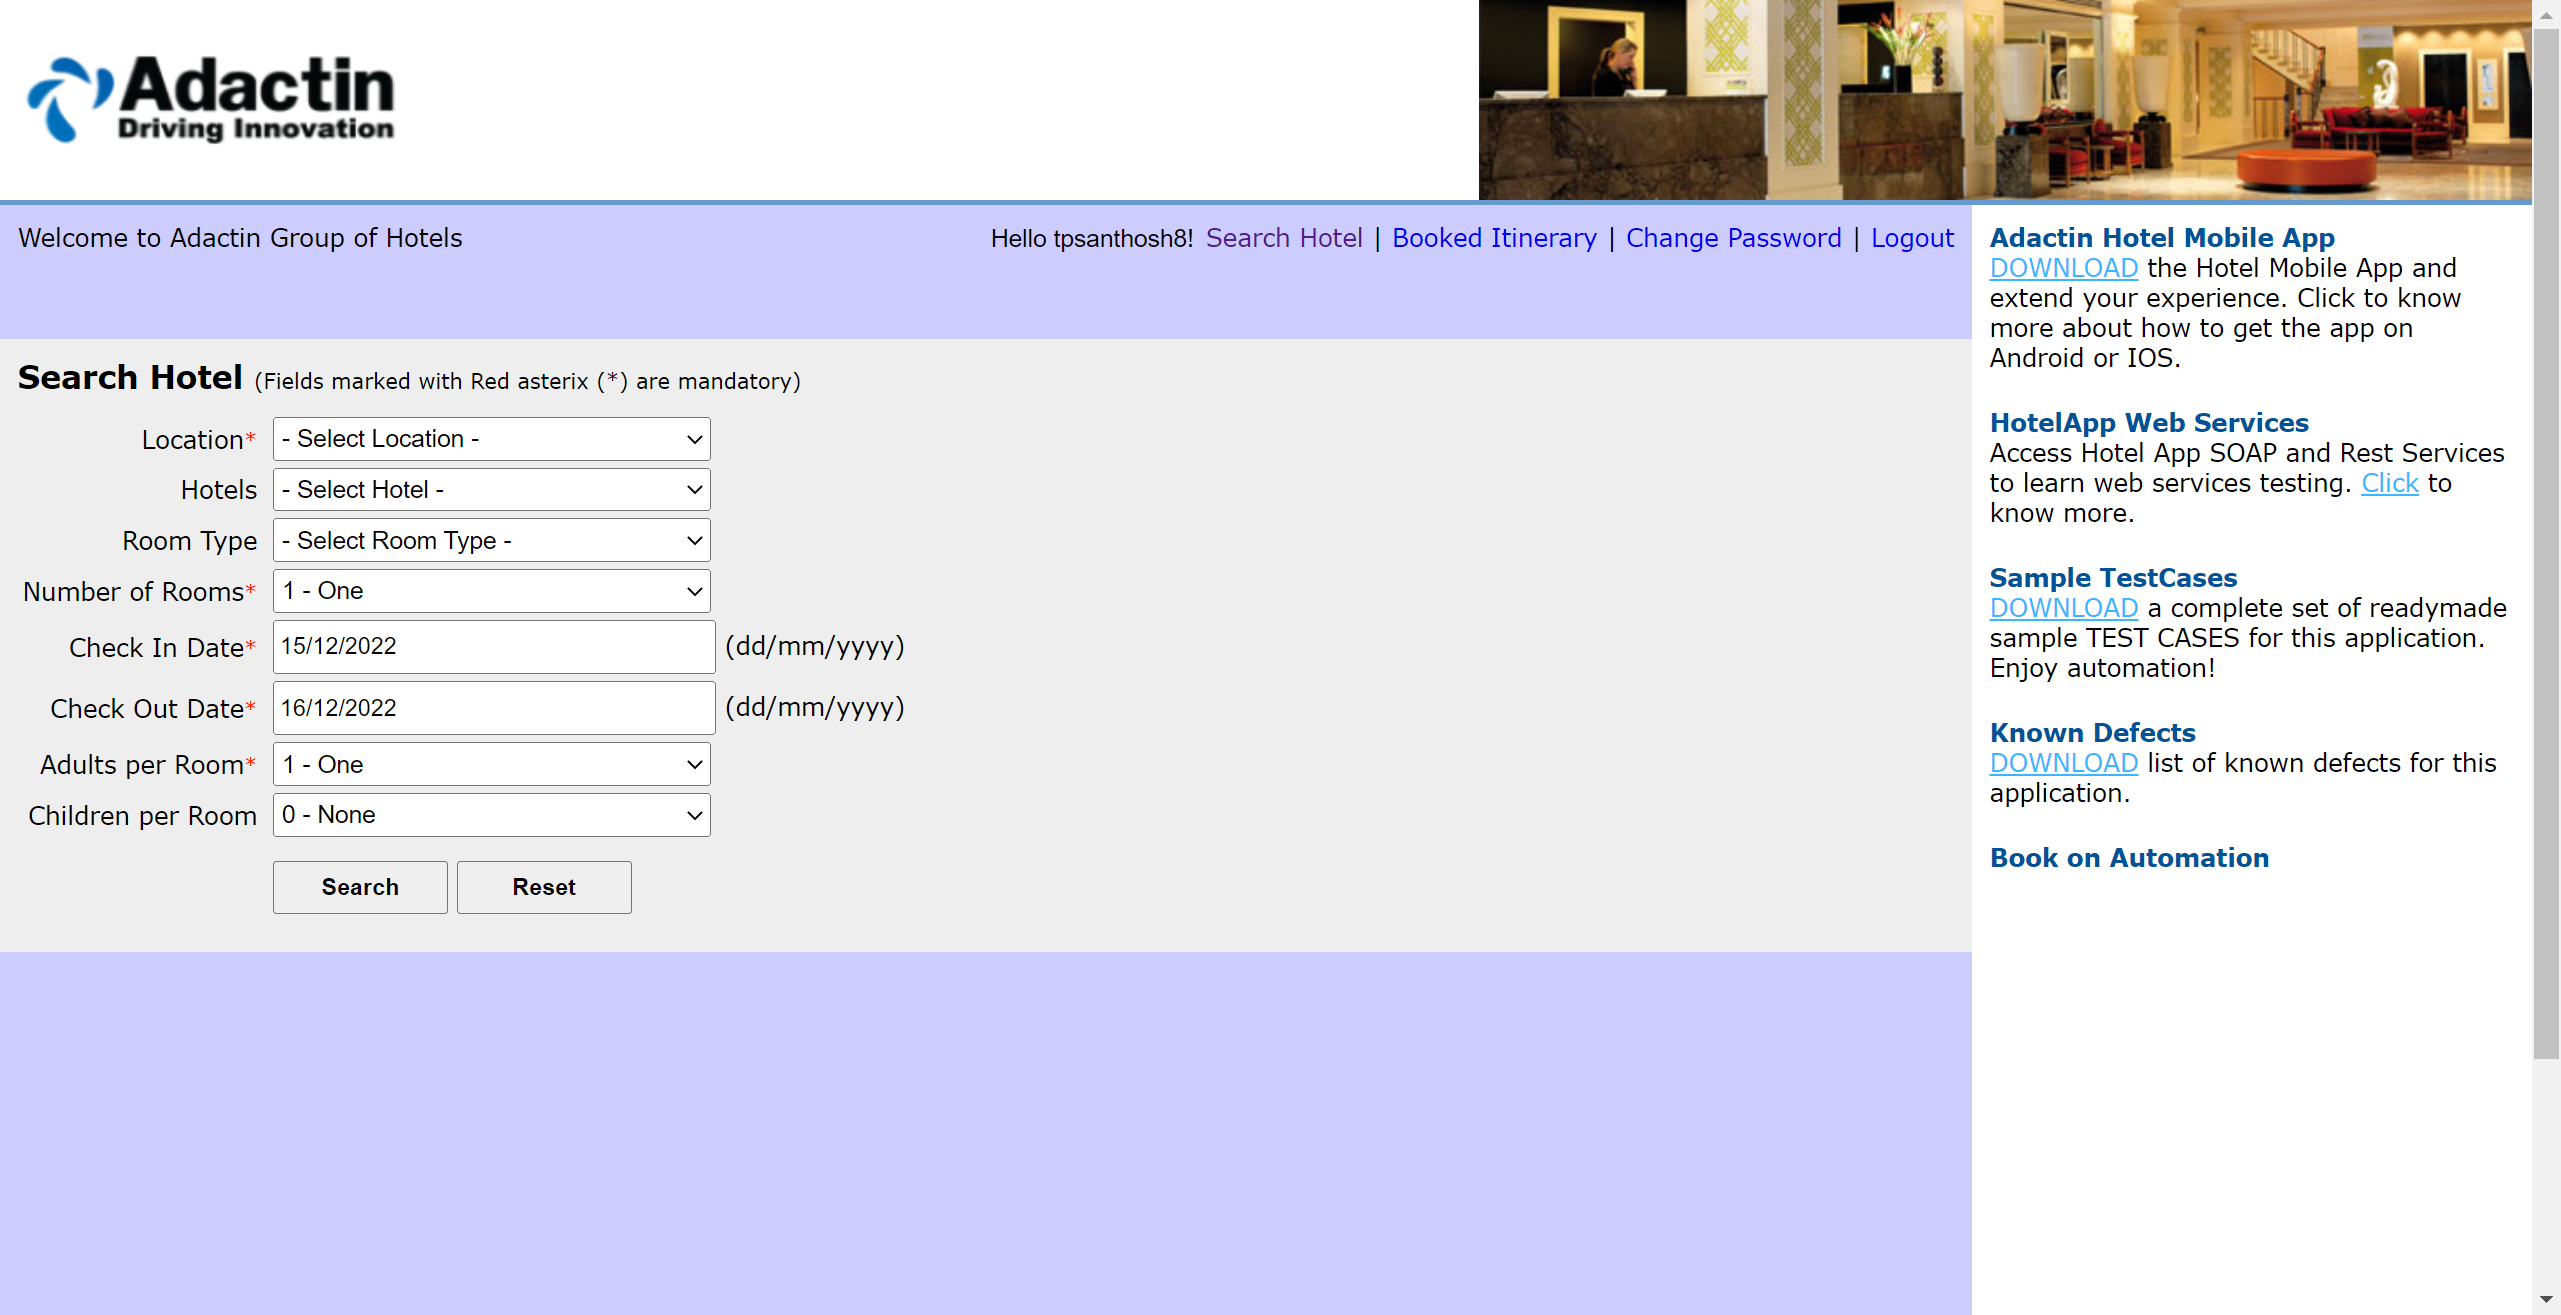 Adactin
Driving Innovation
Welcome to Adactin Group of Hotels
Hello tpsanthosh8! Search Hotel | Booked Itinerary | Change Password | Logout
Search Hotel (Fields marked with Red asterix (*) are mandatory)
Location* - Select Location -
Hotels - Select Hotel -
Room Type - Select Room Type -
Number of Rooms* 1 - One
Check In Date* 15/12/2022 (dd/mm/yyyy)
Check Out Date* 16/12/2022 (dd/mm/yyyy)
Adults per Room* 1 - One
Children per Room 0 - None
Search Reset
Adactin Hotel Mobile App
DOWNLOAD the Hotel Mobile App and
extend your experience. Click to know
more about how to get the app on
Android or IOS.
HotelApp Web Services
Access Hotel App SOAP and Rest Services
to learn web services testing. Click to
know more.
Sample TestCases
DOWNLOAD a complete set of readymade
sample TEST CASES for this application.
Enjoy automation!
Known Defects
DOWNLOAD list of known defects for this
application.
Book on Automation